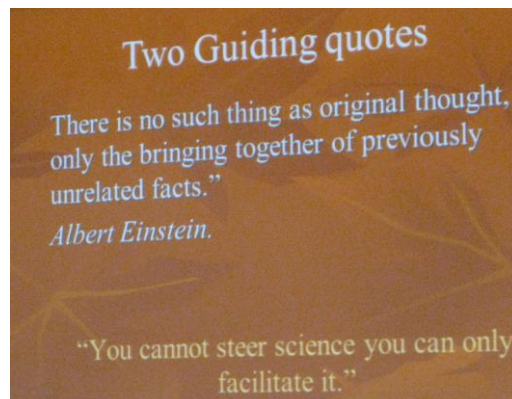 Two Guiding quotes
There is no such thing as original thought,
only the bringing together of previously
unrelated facts.”
Albert Einstein.
“You cannot steer science you can only
facilitate it.”